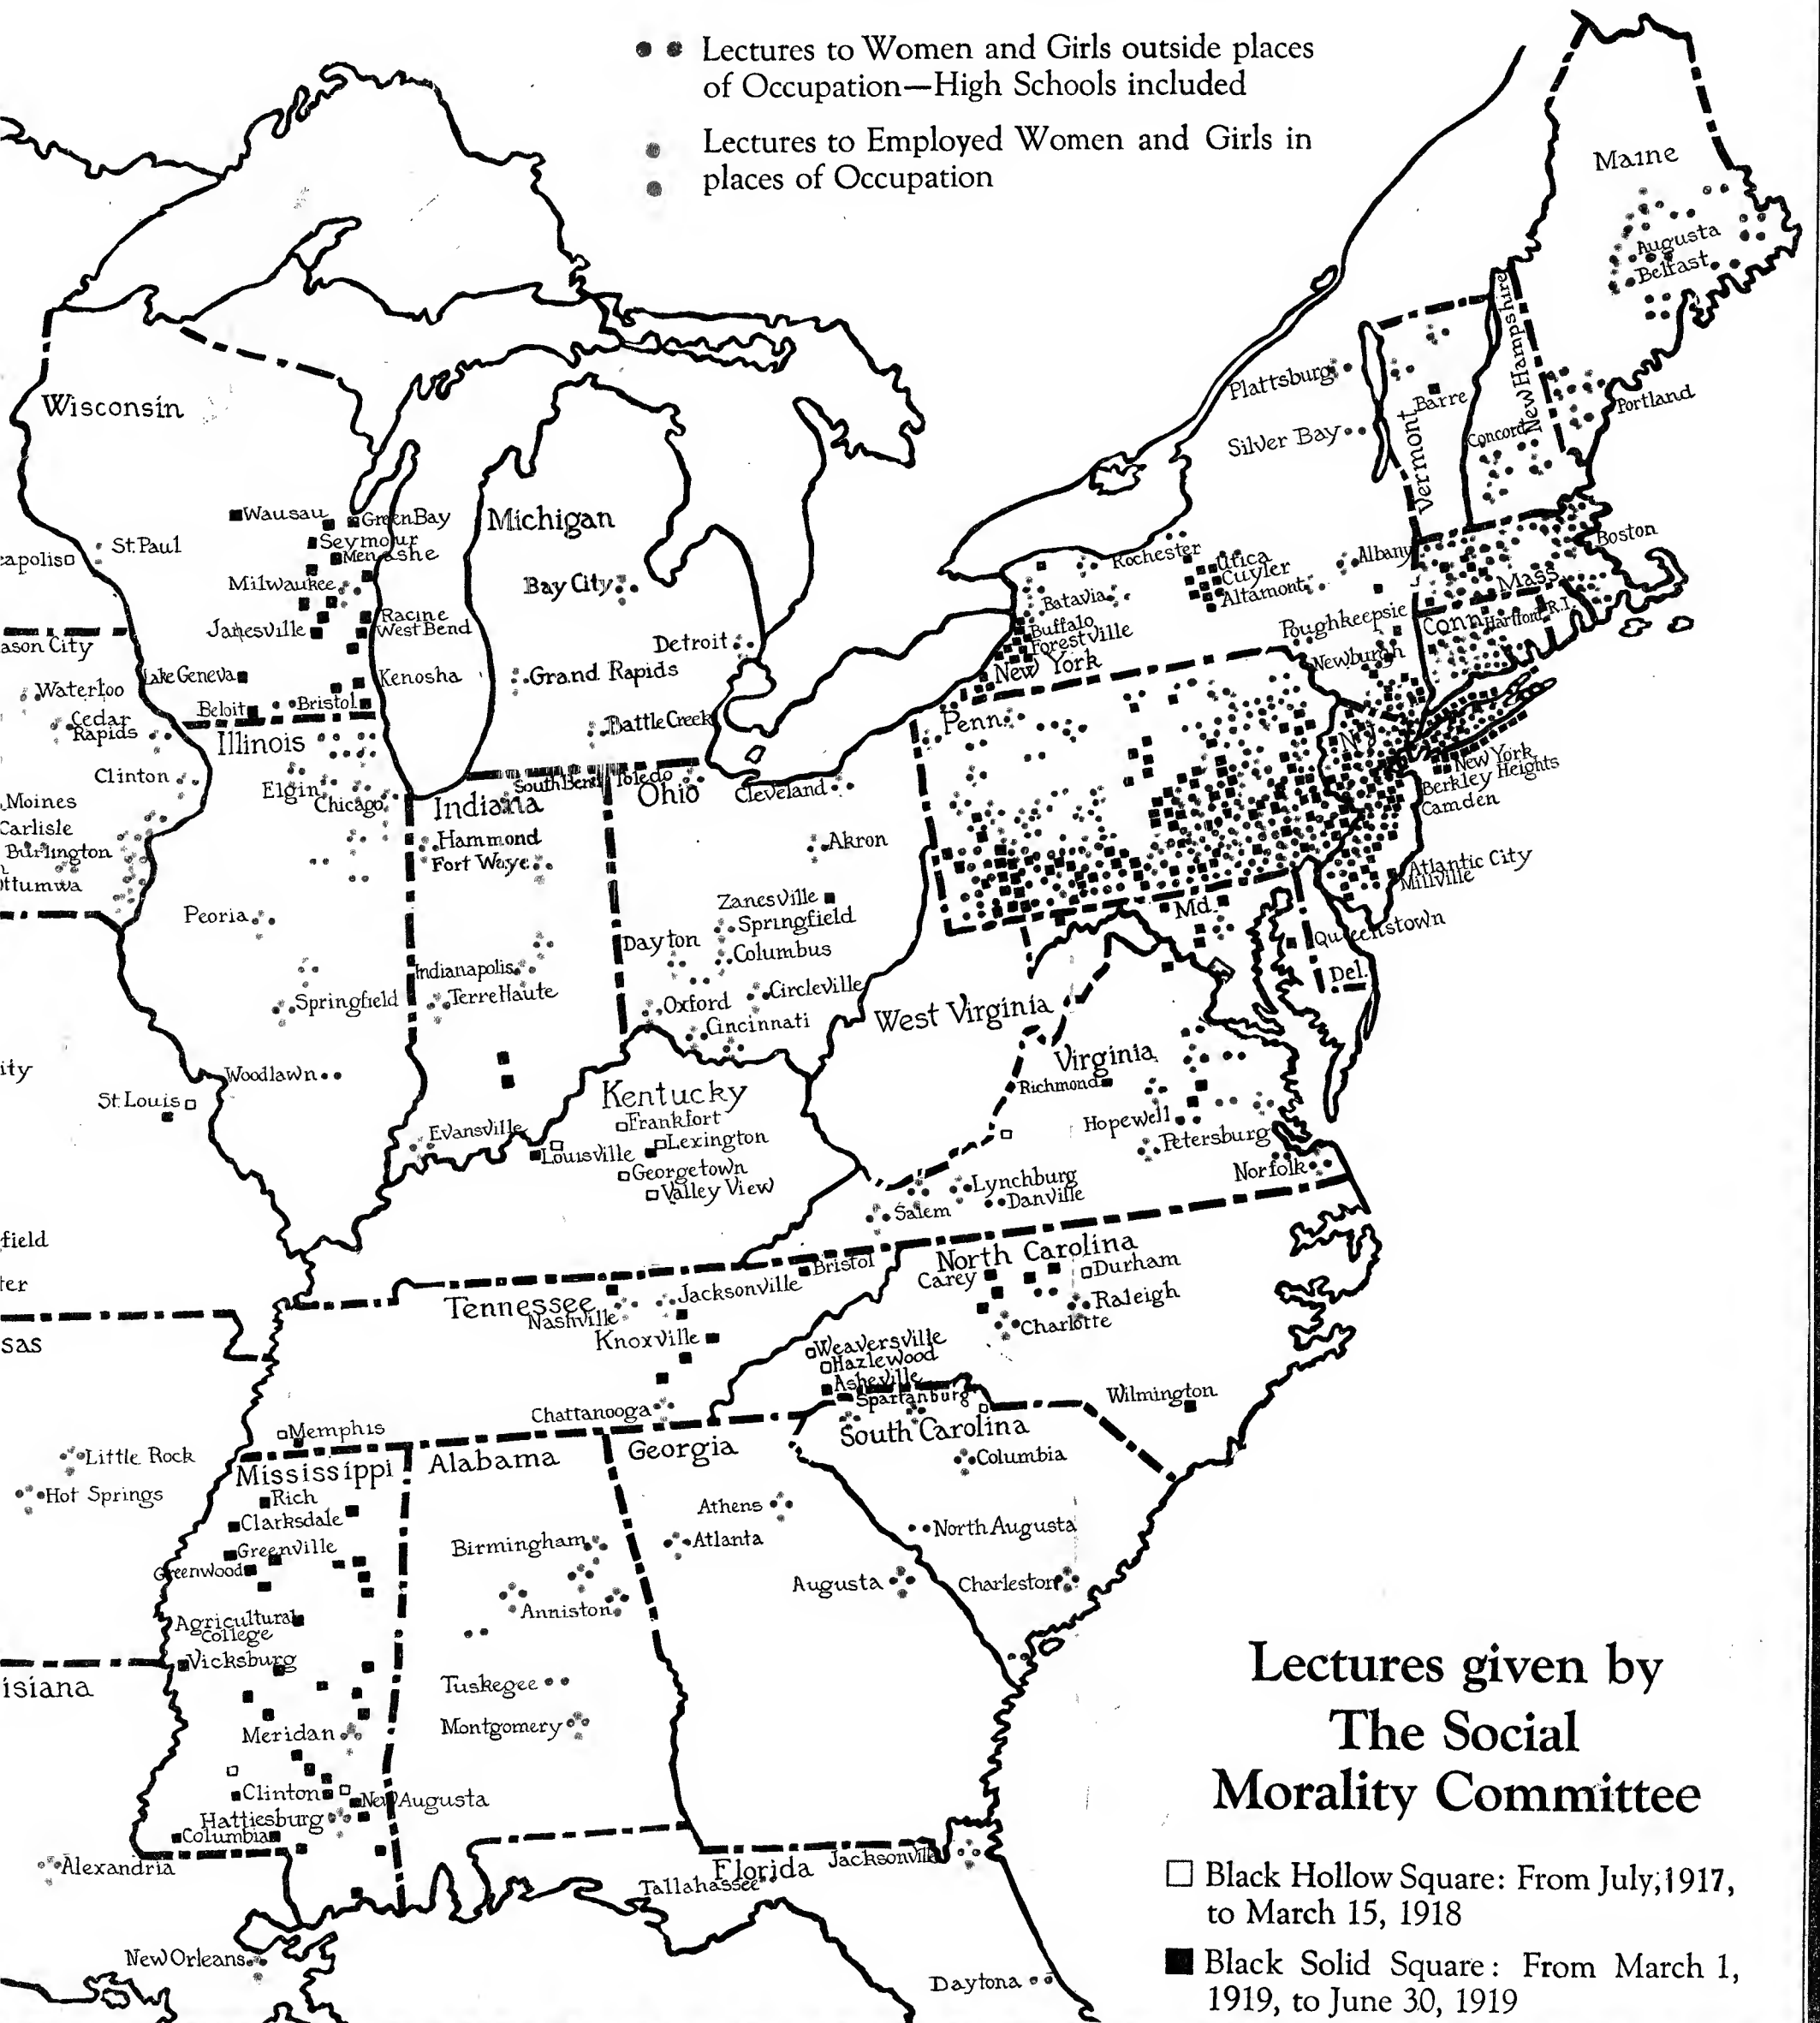 Lectures to Women and Girls outside places
of Occupation—High Schools included
Lectures to Employed Women and Girls in
places of Occupation
Maine
Augusta
Belfast
New Hampshire
Plattsburg
Barre
Portland
Wisconsin
Silver Bay
Vermont
Concord
Wausau
Green Bay
Michigan
Seymour
Boston
St. Paul
Menashe
Rochester
Utica
Albany
eapolis
Cuyler
Mass.
Milwaukee
Bay City
Altamont
Batavia
R.I.
Racine
Hartford
Janesville
West Bend
Buffalo
Poughkeepsie
Conn
ason City
Detroit
Forestville
Newburgh
Lake Geneva
Kenosha
Grand Rapids
New York
Waterloo
Beloit
Bristol
Cedar
Rapids
Battle Creek
Penn.
N.J.
Illinois
Clinton
South Bend
Toledo
New York
Elgin
Chicago
Indiana
Ohio
Cleveland
Berkley Heights
Moines
Camden
Carlisle
Hammond
Akron
Burlington
Fort Waye
Atlantic City
ttumwa
Millville
Zanesville
Peoria
Springfield
Md.
Queenstown
Dayton
Columbus
Indianapolis
Del.
Springfield
Terre Haute
Oxford
Circleville
West Virginia
Cincinnati
Virginia
ity
Woodlawn
Richmond
St. Louis
Kentucky
Frankfort
Hopewell
Evansville
Lexington
Petersburg
Louisville
Georgetown
Norfolk
Valley View
Lynchburg
Danville
Salem
field
North Carolina
Bristol
Durham
ter
Carey
Jacksonville
Tennessee
Raleigh
Nashville
Charlotte
sas
Knoxville
Weaversville
Hazlewood
Asheville
Spartanburg
Wilmington
Chattanooga
Memphis
South Carolina
Little Rock
Georgia
Alabama
Columbia
Mississippi
Hot Springs
Rich
Athens
Clarksdale
North Augusta
Birmingham
Atlanta
Greenville
Greenwood
Augusta
Charleston
Anniston
Agricultural
College
Vicksburg
isiana
Tuskegee
Meridan
Montgomery
Clinton
New Augusta
Hattiesburg
Columbia
Alexandria
Florida
Jacksonville
Tallahassee
New Orleans
Daytona
Lectures given by
The Social
Morality Committee
Black Hollow Square: From July, 1917,
to March 15, 1918
Black Solid Square: From March 1,
1919, to June 30, 1919